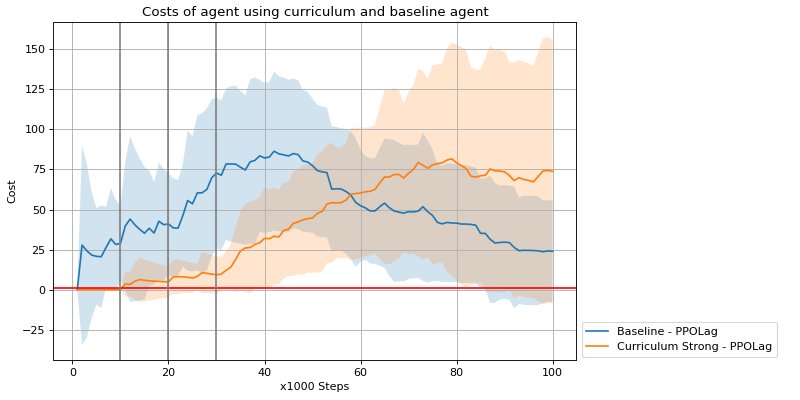 Costs of agent using curriculum and baseline agent
150
125
100
75
50
25
0
−25
Cost
0 20 40 60 80 100
x1000 Steps
Baseline - PPOLag
Curriculum Strong - PPOLag